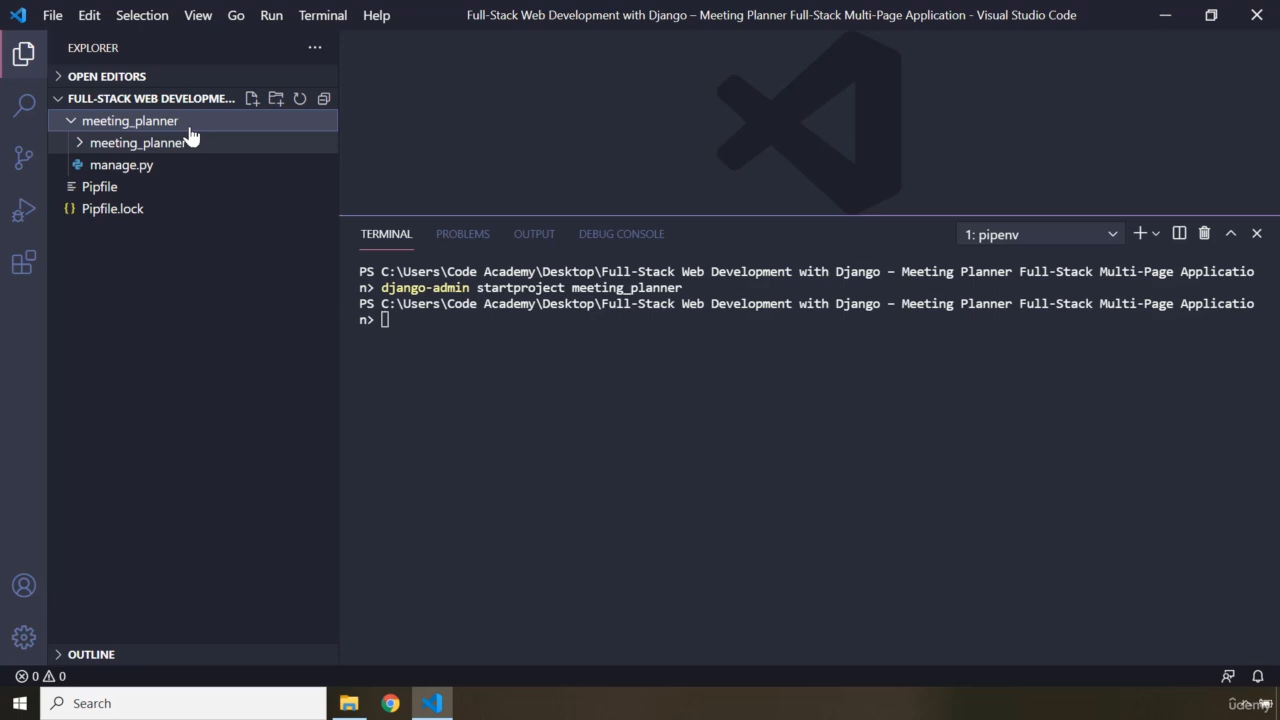 File Edit Selection View Go Run Terminal Help Full-Stack Web Development with Django – Meeting Planner Full-Stack Multi-Page Application - Visual Studio Code
EXPLORER
OPEN EDITORS
FULL-STACK WEB DEVELOPME...
meeting_planner
meeting_planner
manage.py
Pipfile
Pipfile.lock
OUTLINE
TERMINAL PROBLEMS OUTPUT DEBUG CONSOLE 1: pipenv
PS C:\Users\Code Academy\Desktop\Full-Stack Web Development with Django – Meeting Planner Full-Stack Multi-Page Applicatio
n> django-admin startproject meeting_planner
PS C:\Users\Code Academy\Desktop\Full-Stack Web Development with Django – Meeting Planner Full-Stack Multi-Page Applicatio
n>
0 0
Search
udemy